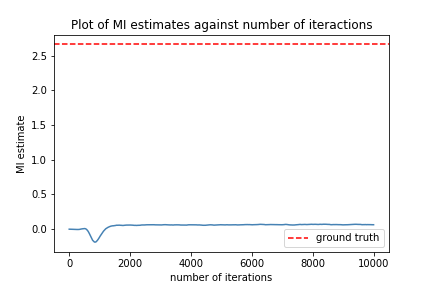 Plot of MI estimates against number of iteractions
MI estimate
2.5
2.0
1.5
1.0
0.5
0.0
ground truth
0 2000 4000 6000 8000 10000
number of iterations